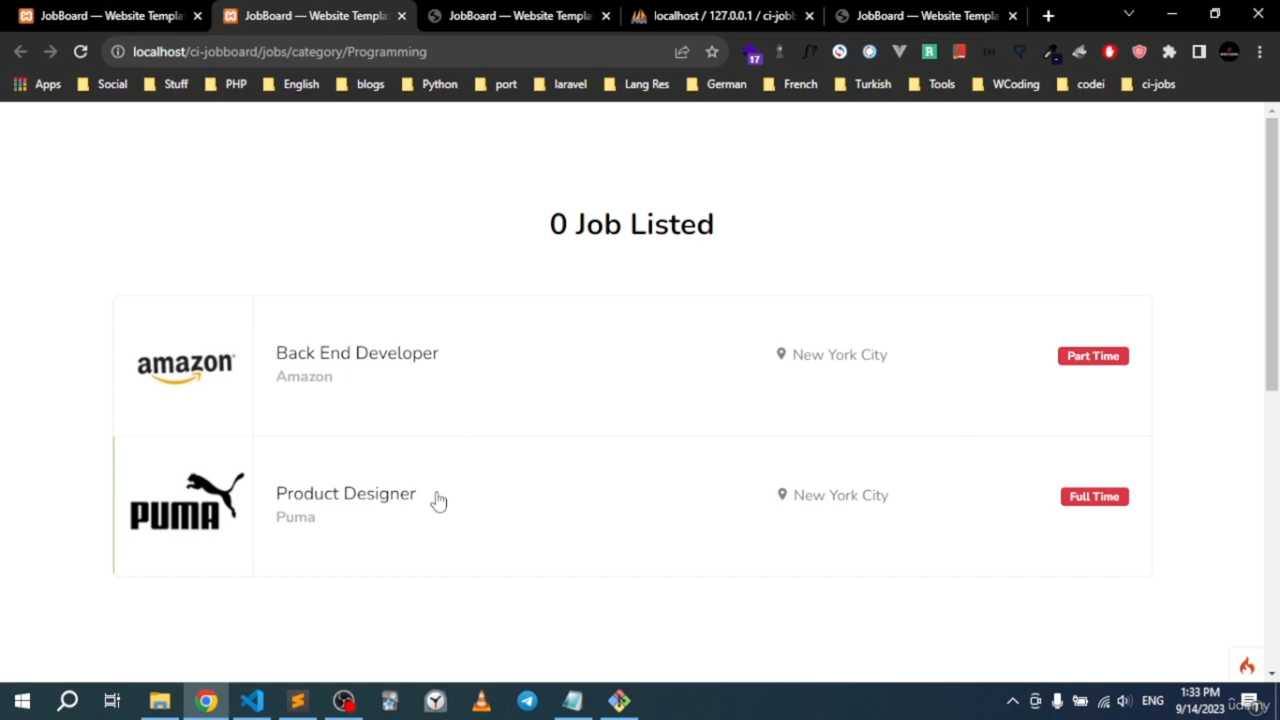 JobBoard — Website Templa
JobBoard — Website Templa
JobBoard — Website Templa
localhost / 127.0.0.1 / ci-jobb
JobBoard — Website Templa
localhost/ci-jobboard/jobs/category/Programming
17
Apps
Social
Stuff
PHP
English
blogs
Python
port
laravel
Lang Res
German
French
Turkish
Tools
WCoding
codei
ci-jobs
0 Job Listed
amazon
Back End Developer
Amazon
New York City
Part Time
PUMA
Product Designer
Puma
New York City
Full Time
ENG
1:33 PM
9/14/2023
udemy